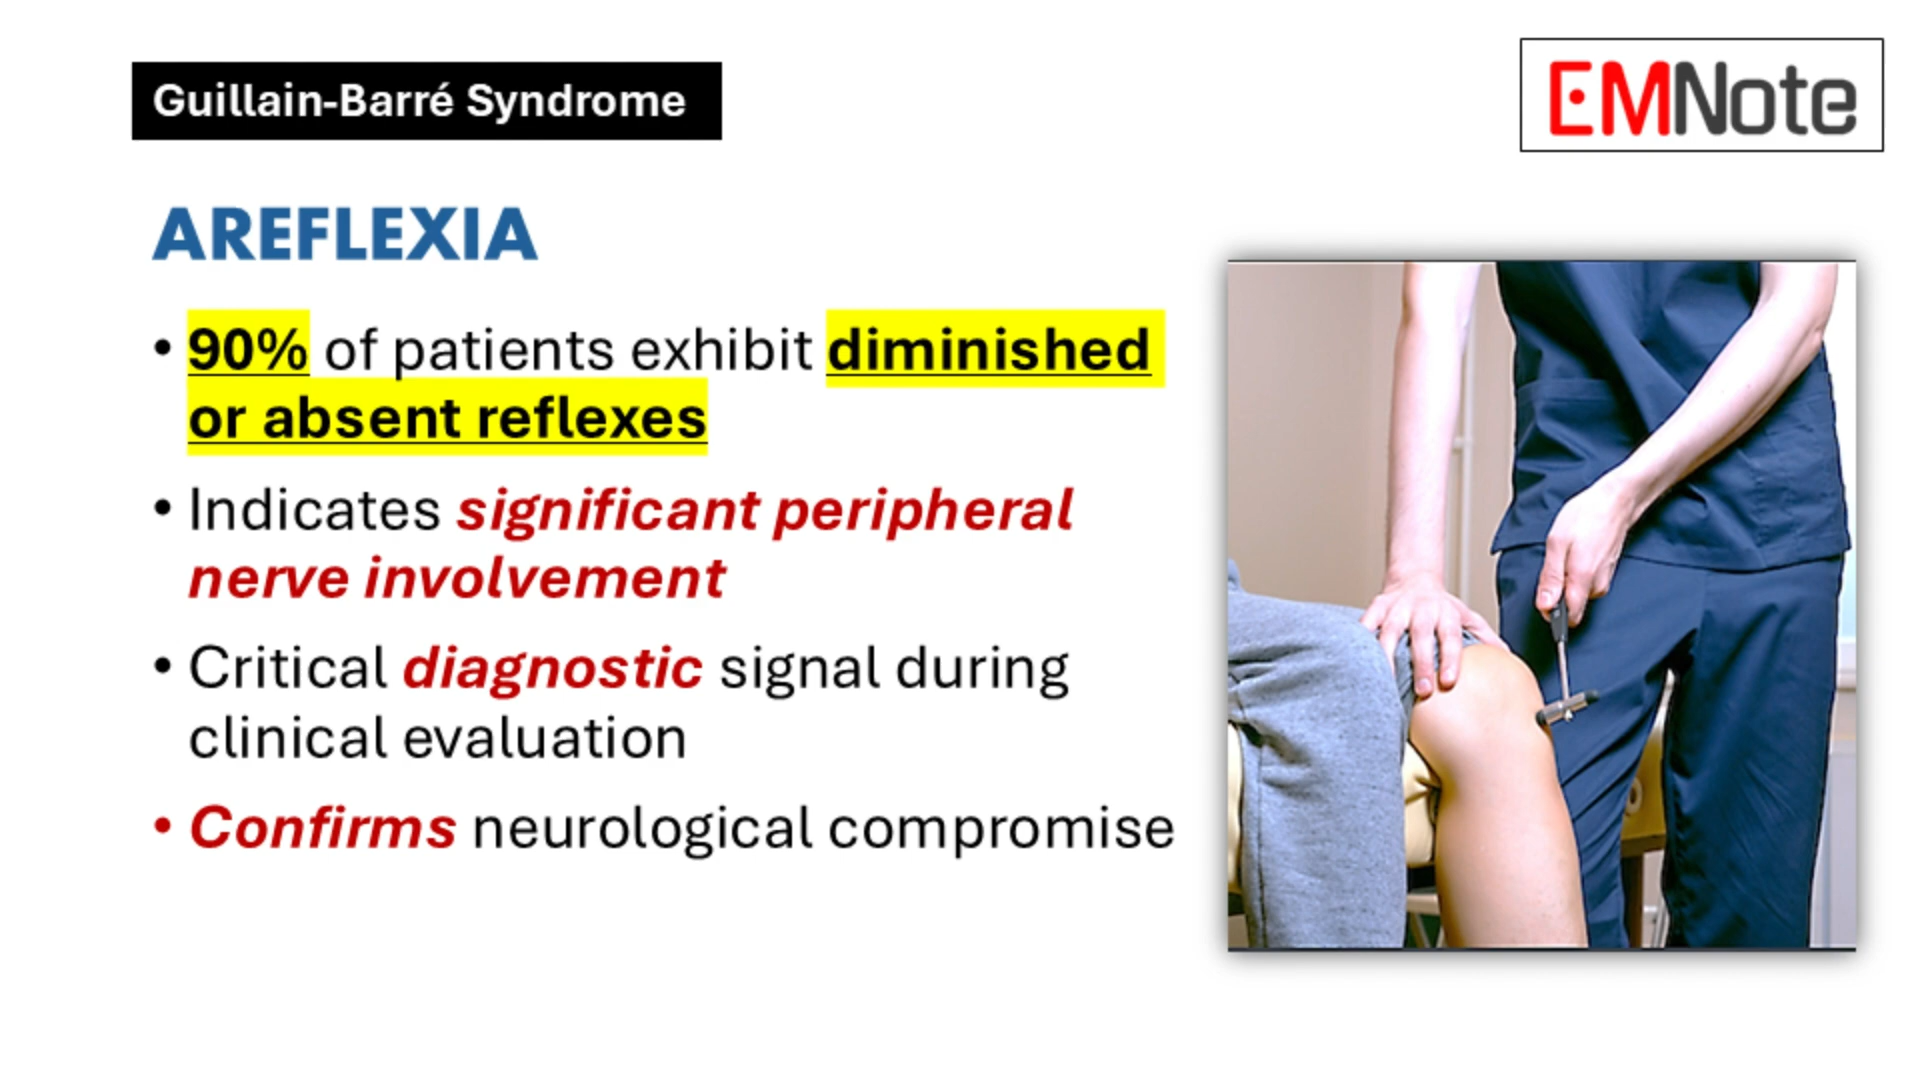 Guillain-Barré Syndrome
EMNote
AREFLEXIA
• 90% of patients exhibit diminished
or absent reflexes
• Indicates significant peripheral
nerve involvement
• Critical diagnostic signal during
clinical evaluation
• Confirms neurological compromise